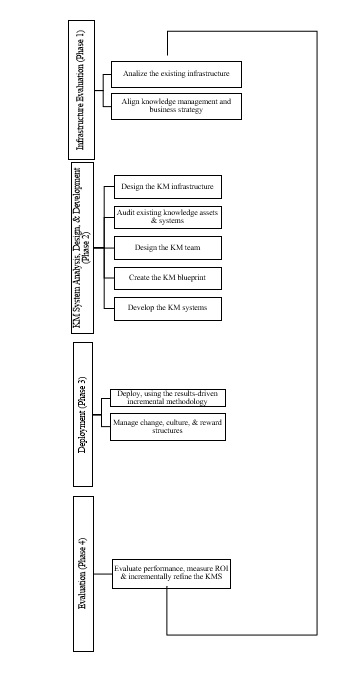 Infrastructure Evaluation (Phase 1)
Analize the existing infrastructure
Align knowledge management and
business strategy
KM System Analysis, Design, & Development
(Phase 2)
Design the KM infrastructure
Audit existing knowledge assets
& systems
Design the KM team
Create the KM blueprint
Develop the KM systems
Deployment (Phase 3)
Deploy, using the results-driven
incremental methodology
Manage change, culture, & reward
structures
Evaluation (Phase 4)
Evaluate performance, measure ROI
& incrementally refine the KMS